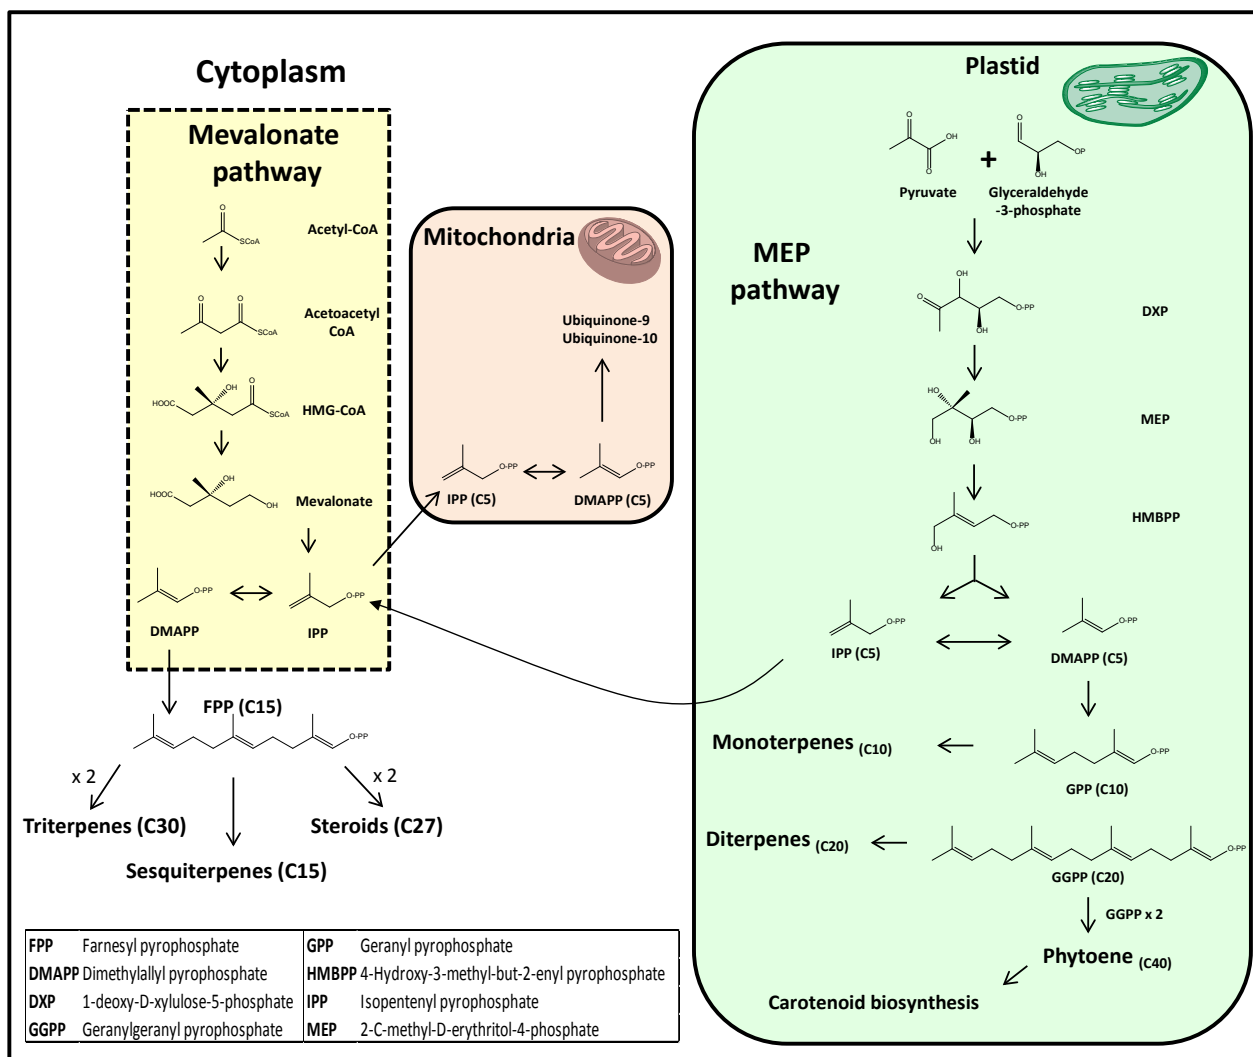 Cytoplasm
Mevalonate
pathway
O
SCoA
Acetyl-CoA
O
O
SCoA
Acetoacetyl
CoA
HOOC
OH
O
SCoA
HMG-CoA
HOOC
OH
OH
Mevalonate
O-PP
DMAPP
O-PP
IPP
FPP (C15)
O-PP
x 2
x 2
Triterpenes (C30)
Steroids (C27)
Sesquiterpenes (C15)
Mitochondria
Ubiquinone-9
Ubiquinone-10
O-PP
IPP (C5)
O-PP
DMAPP (C5)
Plastid
MEP
pathway
O
OH
O
Pyruvate
+
O
OP
OH
Glyceraldehyde
-3-phosphate
OH
O
O-PP
OH
DXP
HO
HO
O-PP
OH
OH
MEP
O-PP
OH
HMBPP
O-PP
IPP (C5)
O-PP
DMAPP (C5)
Monoterpenes (C10)
O-PP
GPP (C10)
Diterpenes (C20)
O-PP
GGPP (C20)
GGPP x 2
Phytoene (C40)
Carotenoid biosynthesis
FPP Farnesyl pyrophosphate GPP Geranyl pyrophosphate
DMAPP Dimethylallyl pyrophosphate HMBPP 4-Hydroxy-3-methyl-but-2-enyl pyrophosphate
DXP 1-deoxy-D-xylulose-5-phosphate IPP Isopentenyl pyrophosphate
GGPP Geranylgeranyl pyrophosphate MEP 2-C-methyl-D-erythritol-4-phosphate